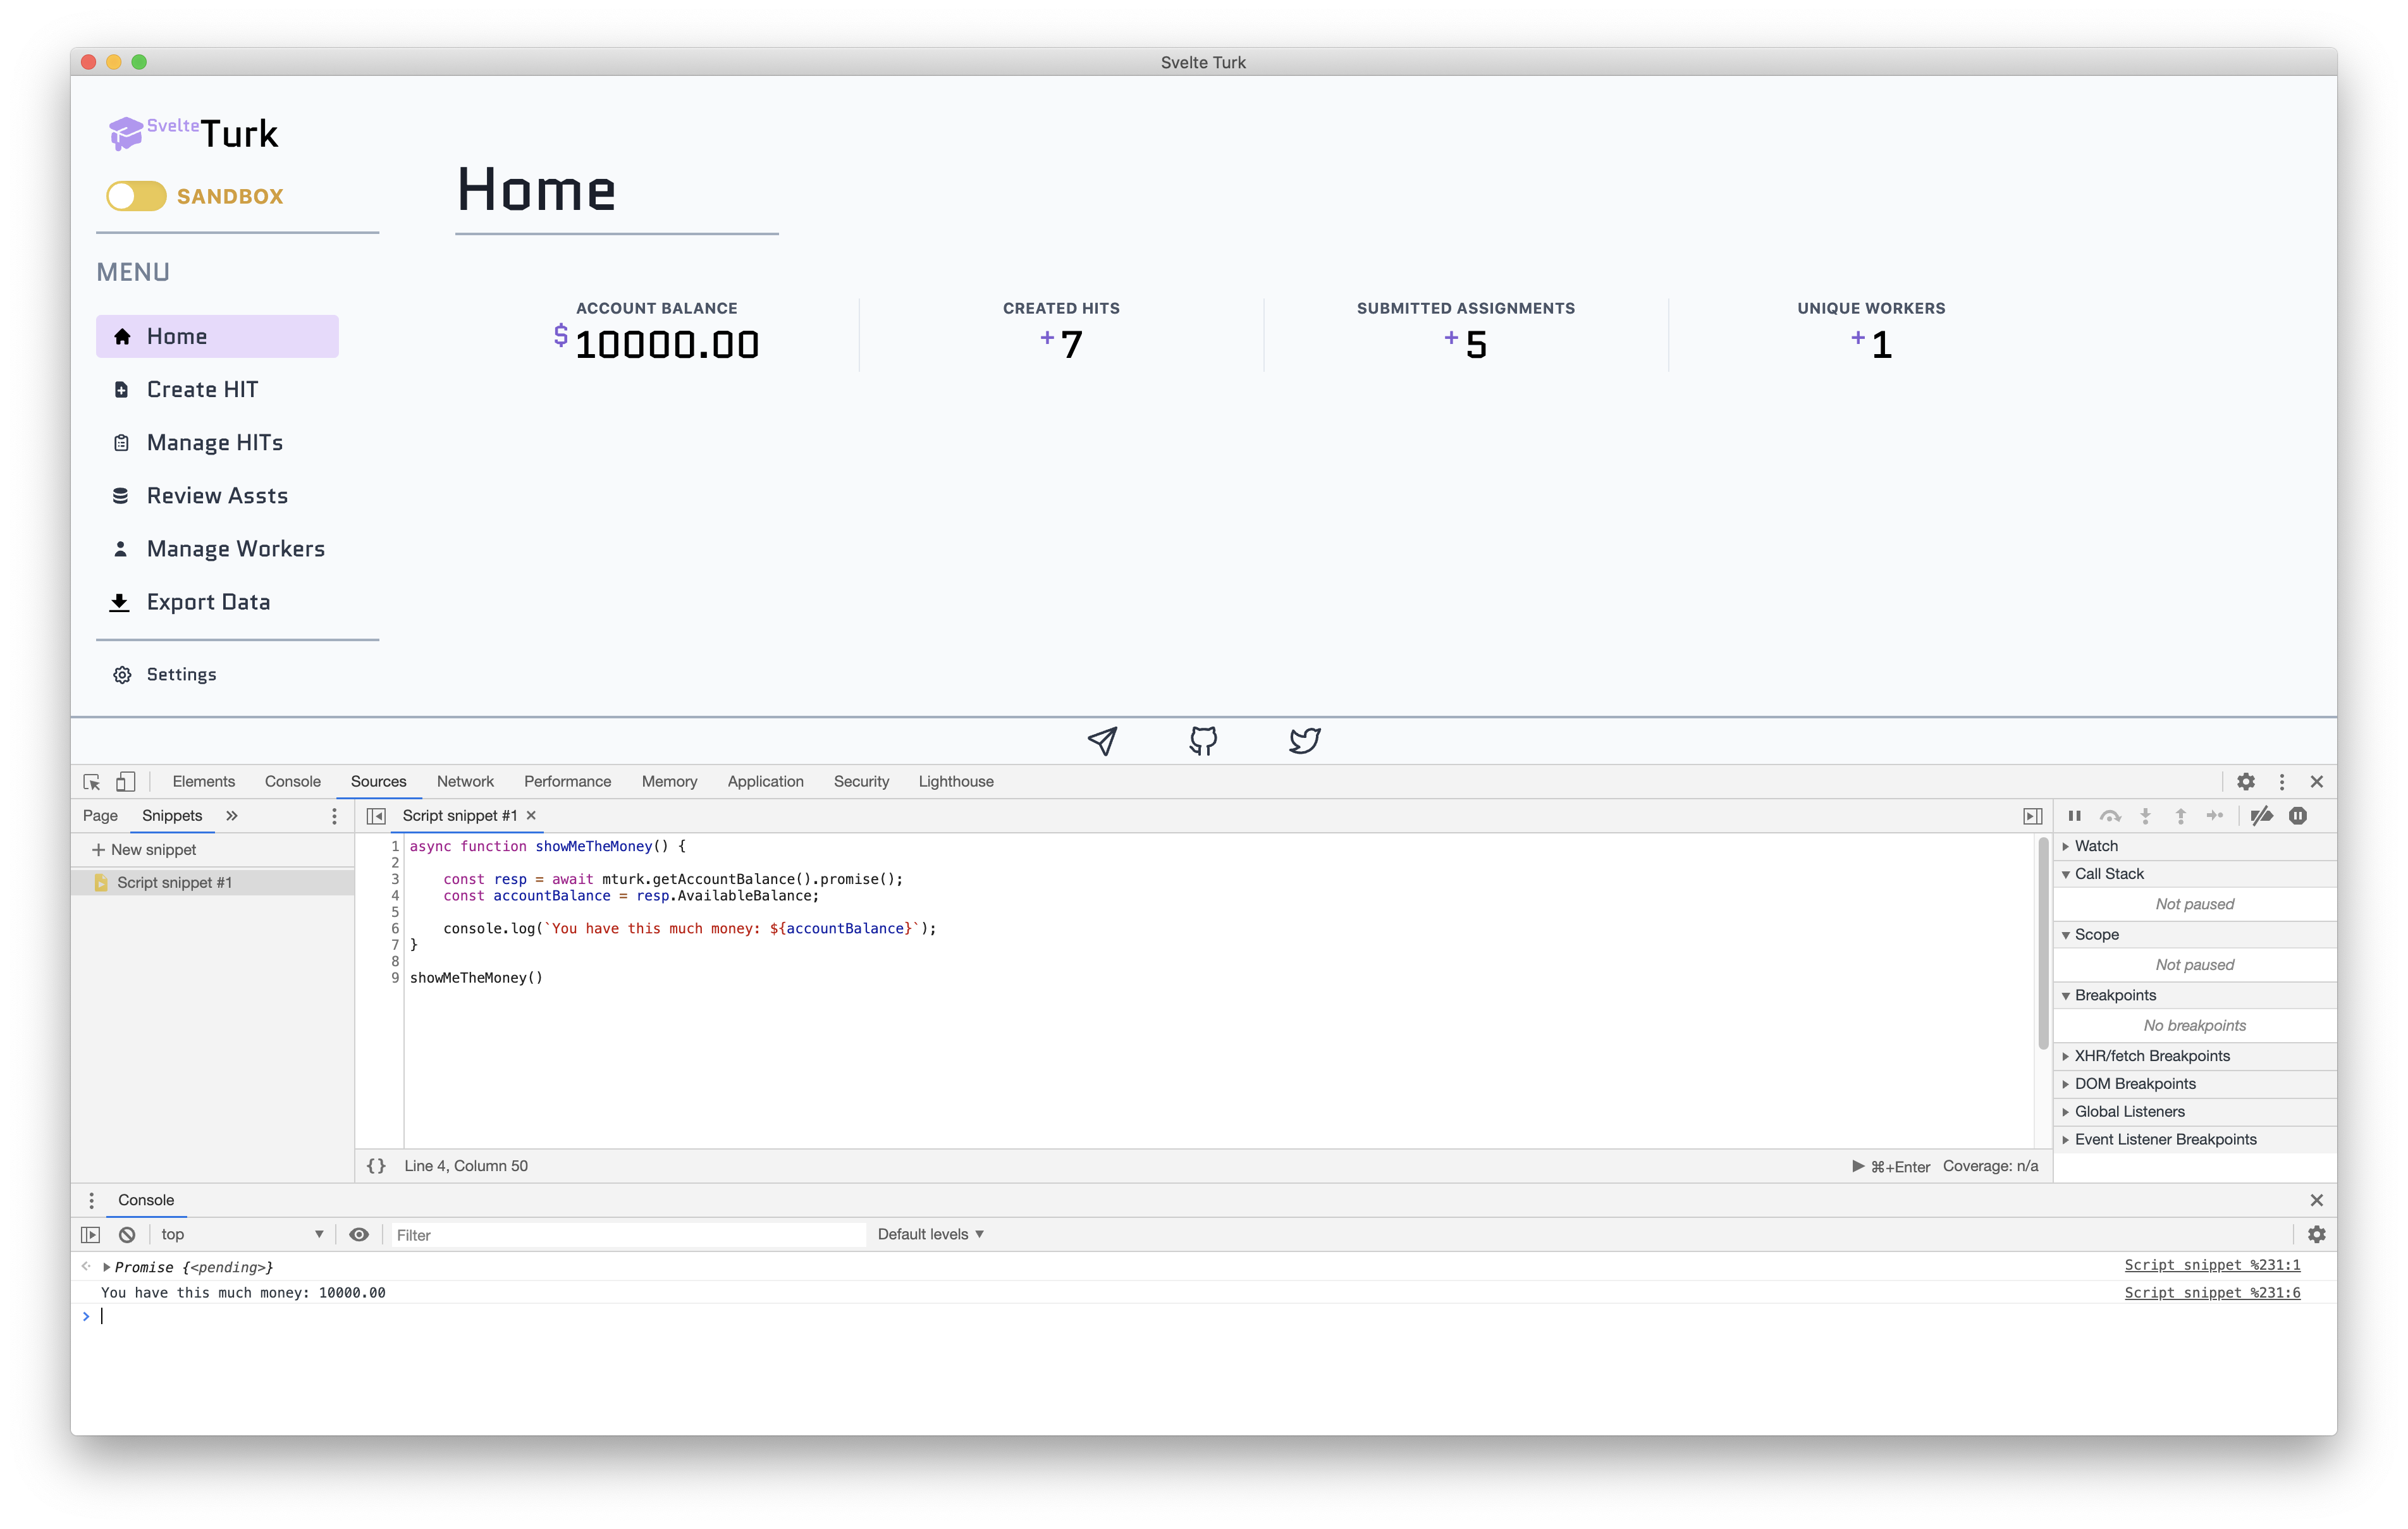 Svelte Turk
Svelte Turk
SANDBOX
MENU
Home
Create HIT
Manage HITs
Review Assts
Manage Workers
Export Data
Settings
Home
ACCOUNT BALANCE
$ 10000.00
CREATED HITS
+ 7
SUBMITTED ASSIGNMENTS
+ 5
UNIQUE WORKERS
+ 1
Elements Console Sources Network Performance Memory Application Security Lighthouse
Page Snippets »
+ New snippet
Script snippet #1
Script snippet #1 ×
1 async function showMeTheMoney() {
2
3 const resp = await mturk.getAccountBalance().promise();
4 const accountBalance = resp.AvailableBalance;
5
6 console.log(`You have this much money: ${accountBalance}`);
7 }
8
9 showMeTheMoney()
{} Line 4, Column 50
⌘+Enter Coverage: n/a
Watch
Call Stack
Not paused
Scope
Not paused
Breakpoints
No breakpoints
XHR/fetch Breakpoints
DOM Breakpoints
Global Listeners
Event Listener Breakpoints
Console
top Filter Default levels
Promise {<pending>} Script snippet %231:1
You have this much money: 10000.00 Script snippet %231:6
>